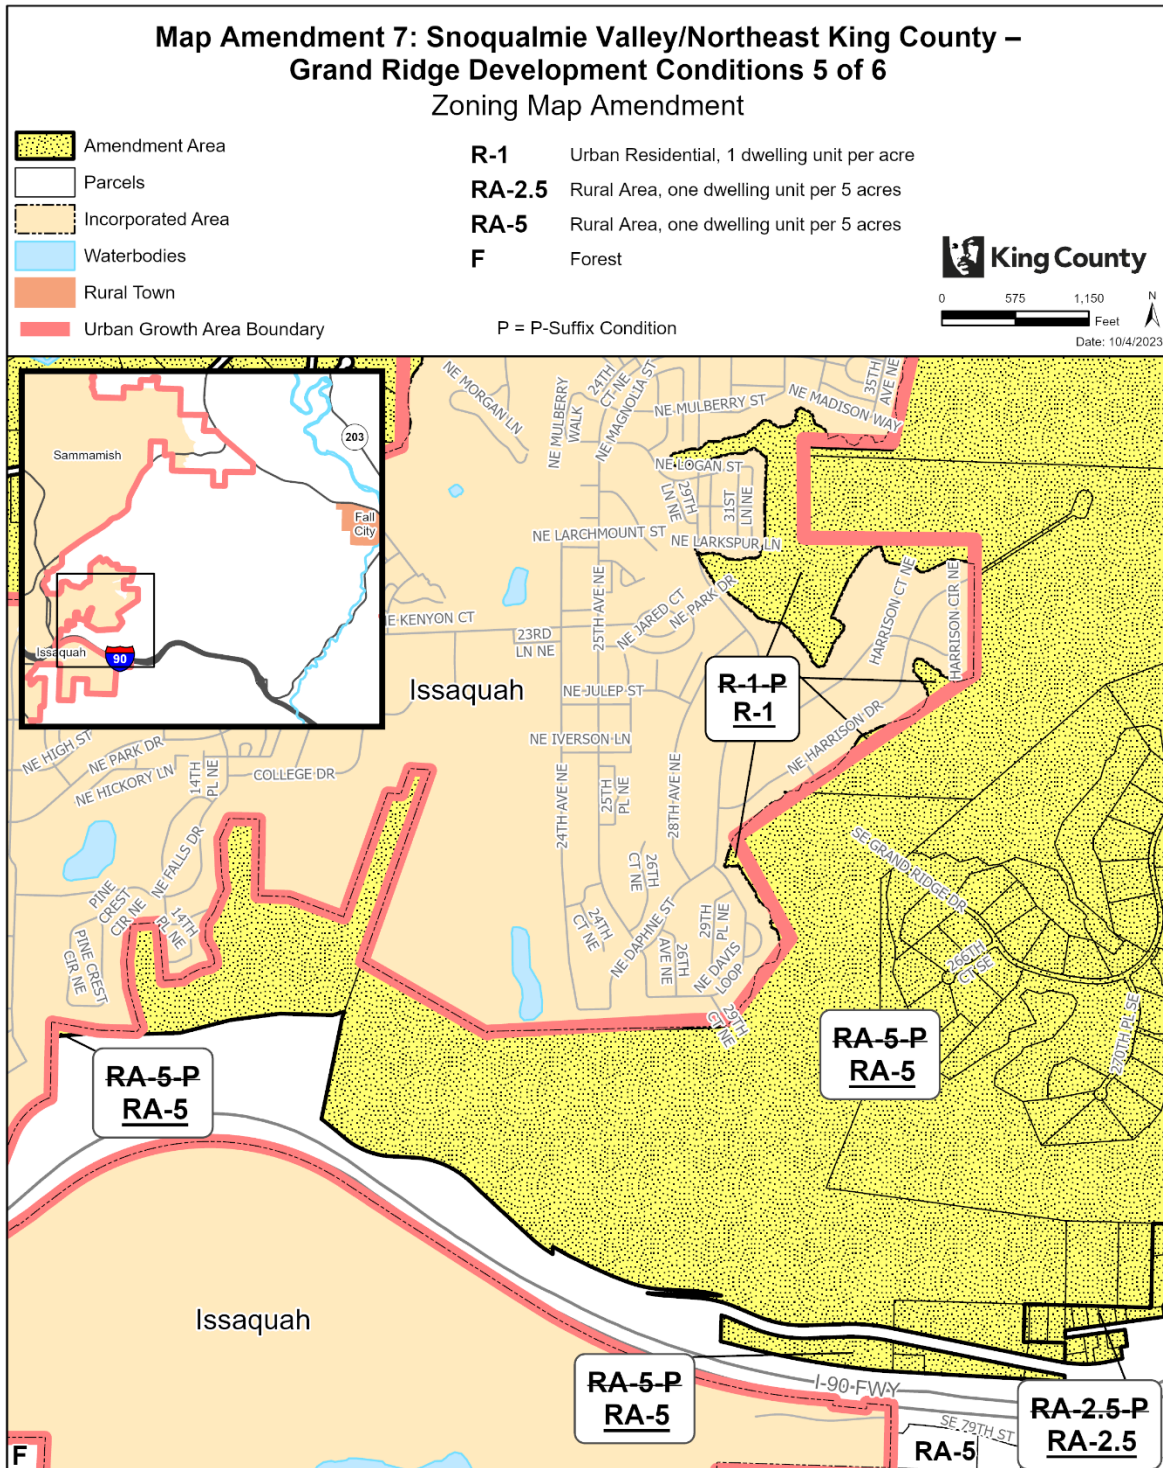 Map Amendment 7: Snoqualmie Valley/Northeast King County –
Grand Ridge Development Conditions 5 of 6
Zoning Map Amendment
Amendment Area
Parcels
Incorporated Area
Waterbodies
Rural Town
Urban Growth Area Boundary
R-1 Urban Residential, 1 dwelling unit per acre
RA-2.5 Rural Area, one dwelling unit per 5 acres
RA-5 Rural Area, one dwelling unit per 5 acres
F Forest
P = P-Suffix Condition
King County
0 575 1,150
Feet
N
Date: 10/4/2023
Sammamish
203
Fall
City
Issaquah
90
NE MORGAN LN
NE MULBERRY
WALK
24TH
CT NE
NE MAGNOLIA ST
NE MULBERRY ST
NE MADISON WAY
35TH
AVE NE
NE LOGAN ST
29TH
LN NE
31ST
LN NE
NE LARCHMOUNT ST
NE LARKSPUR LN
NE KENYON CT
23RD
LN NE
25TH AVE NE
NE JARED CT
NE PARK DR
HARRISON CT NE
HARRISON CIR NE
Issaquah
NE JULEP ST
R-1-P
R-1
NE IVERSON LN
NE HARRISON DR
NE HIGH ST
NE PARK DR
NE HICKORY LN
14TH
PL NE
COLLEGE DR
24TH AVE NE
25TH
PL NE
28TH AVE NE
NE FALLS DR
PINE
CREST
CIR NE
14TH
PL NE
PINE CREST
CIR NE
26TH
CT NE
24TH
CT NE
NE DAPHNE ST
26TH
AVE NE
29TH
PL NE
NE DAVIS
LOOP
29TH
CT NE
SE GRAND RIDGE DR
266TH
CT SE
270TH PL SE
RA-5-P
RA-5
RA-5-P
RA-5
Issaquah
RA-5-P
RA-5
I-90 FWY
SE 79TH ST
RA-2.5-P
RA-2.5
RA-5
F